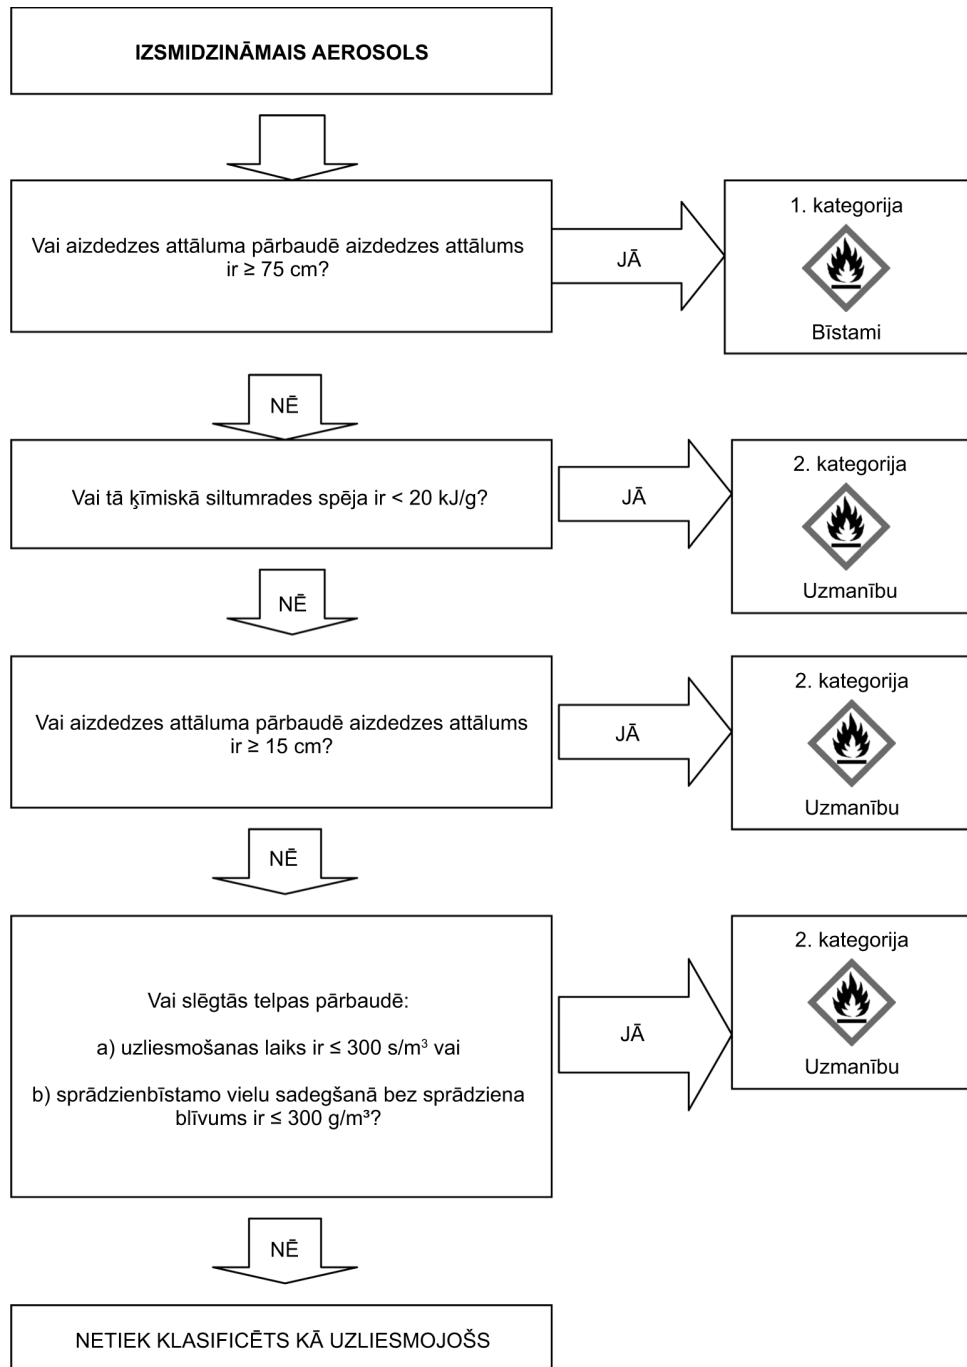 IZSMIDZINĀMAIS AEROSOLS
Vai aizdedzes attāluma pārbaudē aizdedzes attālums
ir ≥ 75 cm?
JĀ
1. kategorija
Bīstami
NĒ
Vai tā ķīmiskā siltumrades spēja ir < 20 kJ/g?
JĀ
2. kategorija
Uzmanību
NĒ
Vai aizdedzes attāluma pārbaudē aizdedzes attālums
ir ≥ 15 cm?
JĀ
2. kategorija
Uzmanību
NĒ
Vai slēgtās telpas pārbaudē:
a) uzliesmošanas laiks ir ≤ 300 s/m³ vai
b) sprādzienbīstamo vielu sadegšanā bez sprādziena
blīvums ir ≤ 300 g/m³?
JĀ
2. kategorija
Uzmanību
NĒ
NETIEK KLASIFICĒTS KĀ UZLIESMOJOŠS